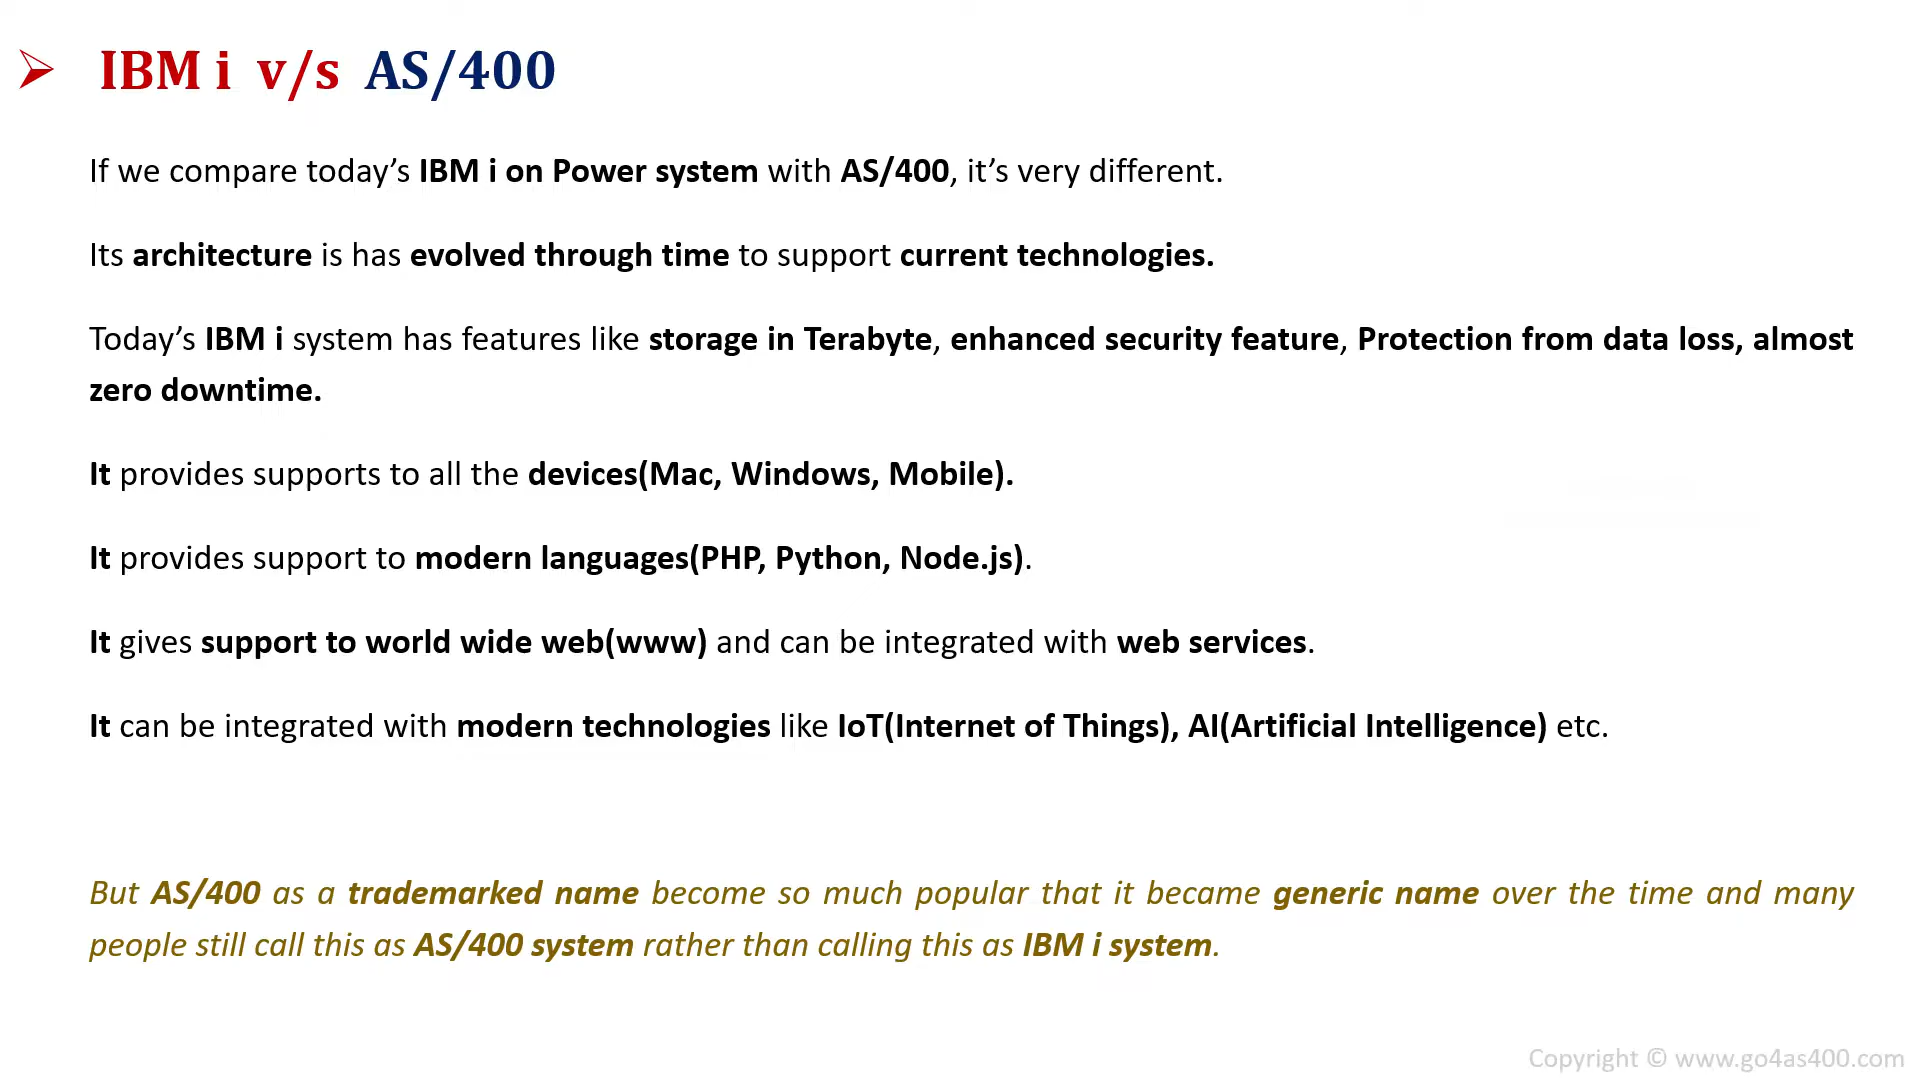 IBM i v/s AS/400
If we compare today’s IBM i on Power system with AS/400, it’s very different.
Its architecture is has evolved through time to support current technologies.
Today’s IBM i system has features like storage in Terabyte, enhanced security feature, Protection from data loss, almost
zero downtime.
It provides supports to all the devices(Mac, Windows, Mobile).
It provides support to modern languages(PHP, Python, Node.js).
It gives support to world wide web(www) and can be integrated with web services.
It can be integrated with modern technologies like IoT(Internet of Things), AI(Artificial Intelligence) etc.
But AS/400 as a trademarked name become so much popular that it became generic name over the time and many
people still call this as AS/400 system rather than calling this as IBM i system.
Copyright © www.go4as400.com